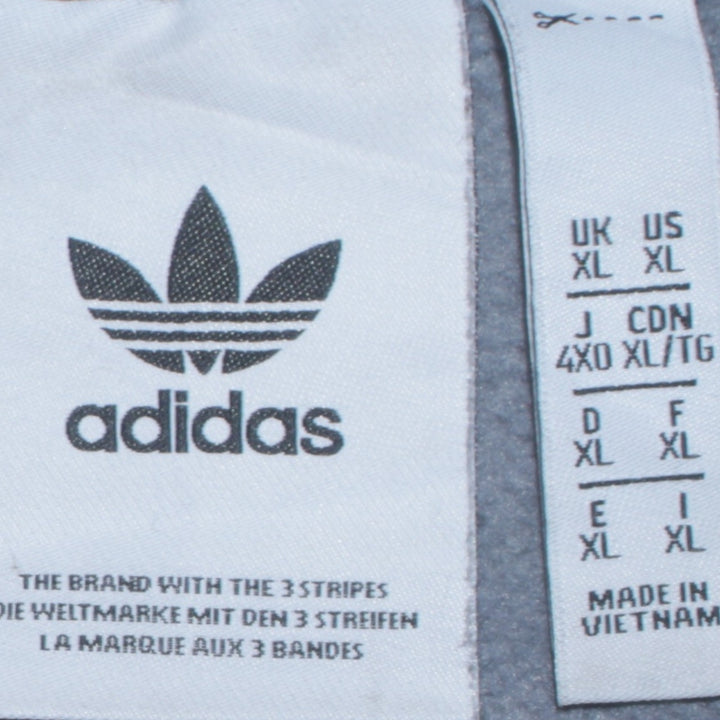 adidas
THE BRAND WITH THE 3 STRIPES
DIE WELTMARKE MIT DEN 3 STREIFEN
LA MARQUE AUX 3 BANDES
UK US
XL XL
J CDN
4XO XL/TG
D F
XL XL
E I
XL XL
MADE IN
VIETNAM